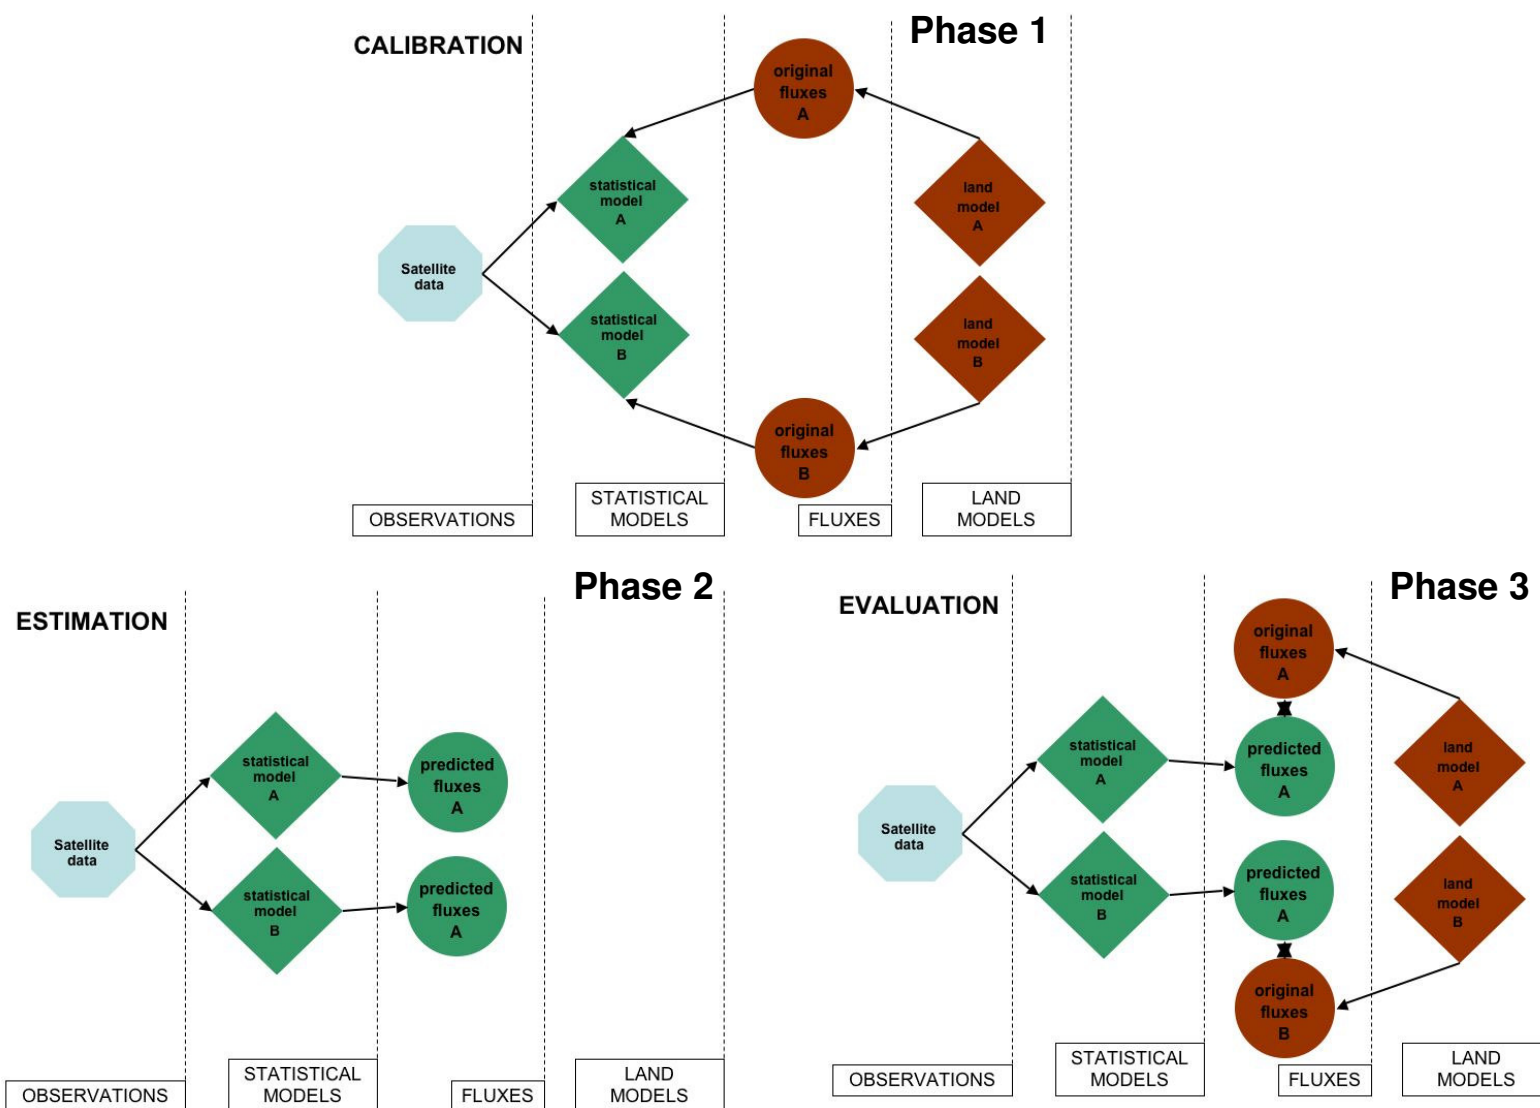 Phase 1
CALIBRATION
original
fluxes
A
statistical
model
A
land
model
A
Satellite
data
statistical
model
B
land
model
B
original
fluxes
B
OBSERVATIONS
STATISTICAL
MODELS
FLUXES
LAND
MODELS
Phase 2
ESTIMATION
statistical
model
A
predicted
fluxes
A
Satellite
data
statistical
model
B
predicted
fluxes
A
OBSERVATIONS
STATISTICAL
MODELS
FLUXES
LAND
MODELS
Phase 3
EVALUATION
original
fluxes
A
statistical
model
A
predicted
fluxes
A
land
model
A
Satellite
data
statistical
model
B
predicted
fluxes
A
land
model
B
original
fluxes
B
OBSERVATIONS
STATISTICAL
MODELS
FLUXES
LAND
MODELS